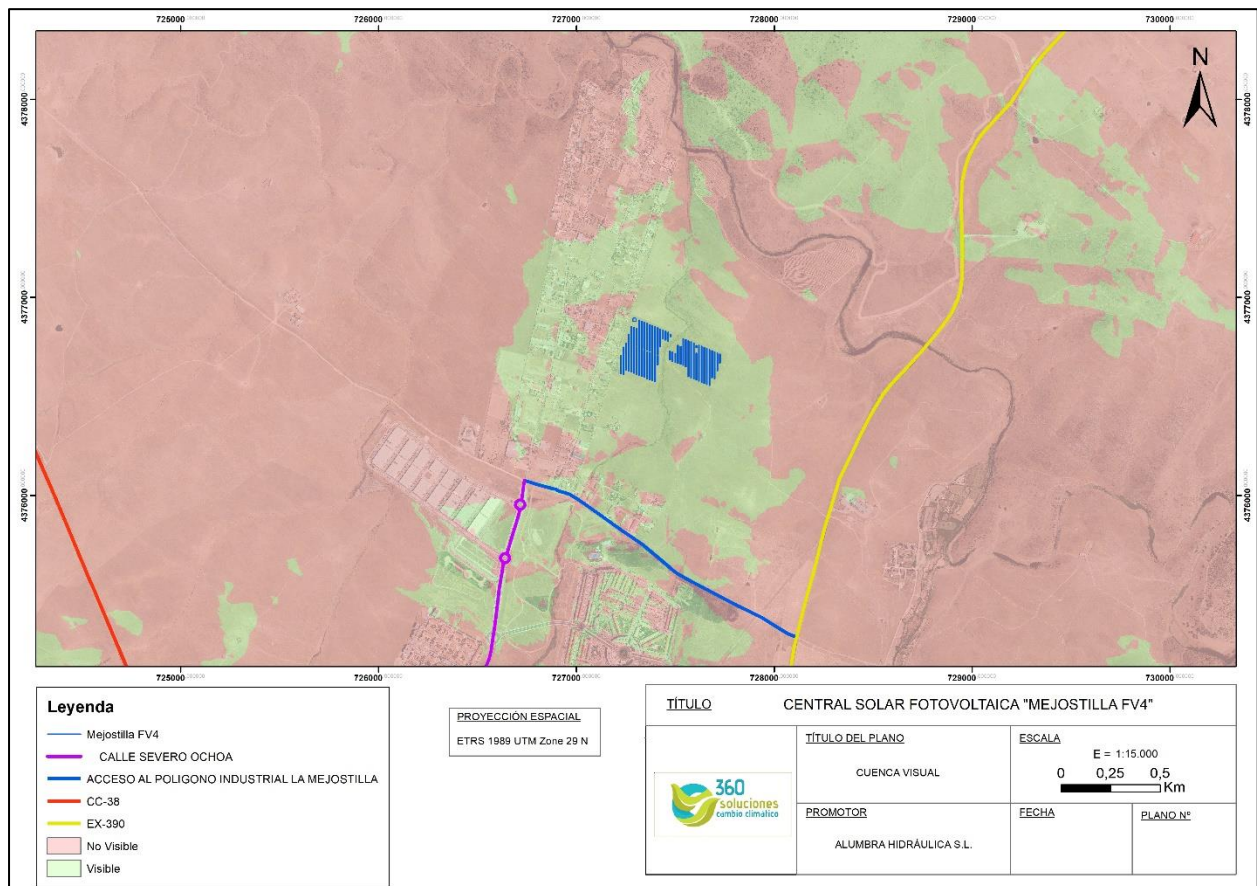 725000 726000 727000 728000 729000 730000
4378000
4378000
N
4377000
4377000
4376000
4376000
725000 726000 727000 728000 729000 730000
Leyenda
Mejostilla FV4
CALLE SEVERO OCHOA
ACCESO AL POLIGONO INDUSTRIAL LA MEJOSTILLA
CC-38
EX-390
No Visible
Visible
PROYECCIÓN ESPACIAL
ETRS 1989 UTM Zone 29 N
TÍTULO
CENTRAL SOLAR FOTOVOLTAICA "MEJOSTILLA FV4"
360
soluciones
cambio climático
TÍTULO DEL PLANO
CUENCA VISUAL
ESCALA
E = 1:15.000
0 0,25 0,5
Km
PROMOTOR
ALUMBRA HIDRÁULICA S.L.
FECHA
PLANO Nº